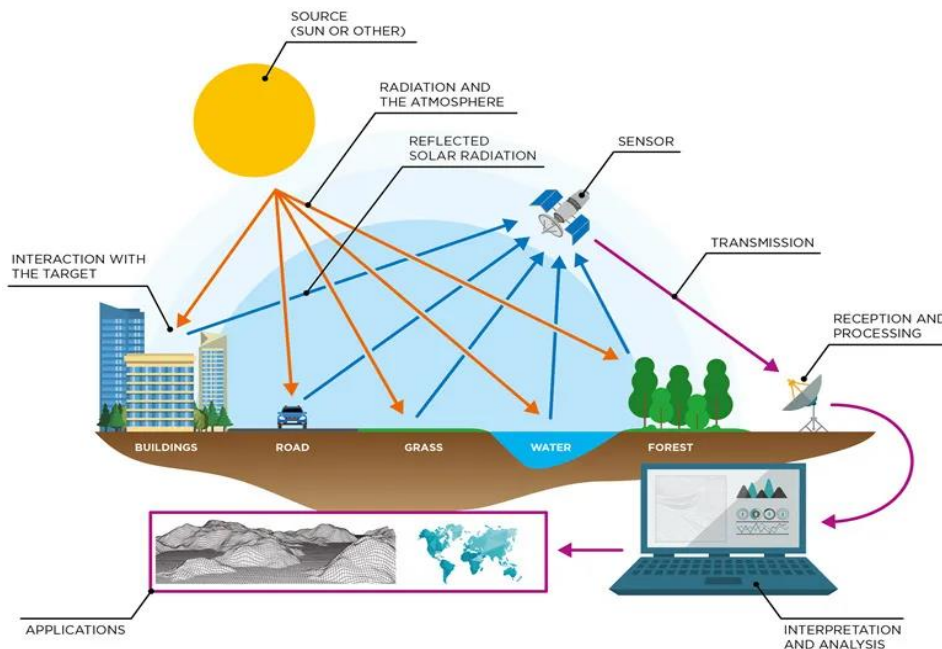 SOURCE
(SUN OR OTHER)
RADIATION AND
THE ATMOSPHERE
REFLECTED
SOLAR RADIATION
SENSOR
INTERACTION WITH
THE TARGET
TRANSMISSION
RECEPTION AND
PROCESSING
BUILDINGS
ROAD
GRASS
WATER
FOREST
APPLICATIONS
INTERPRETATION
AND ANALYSIS